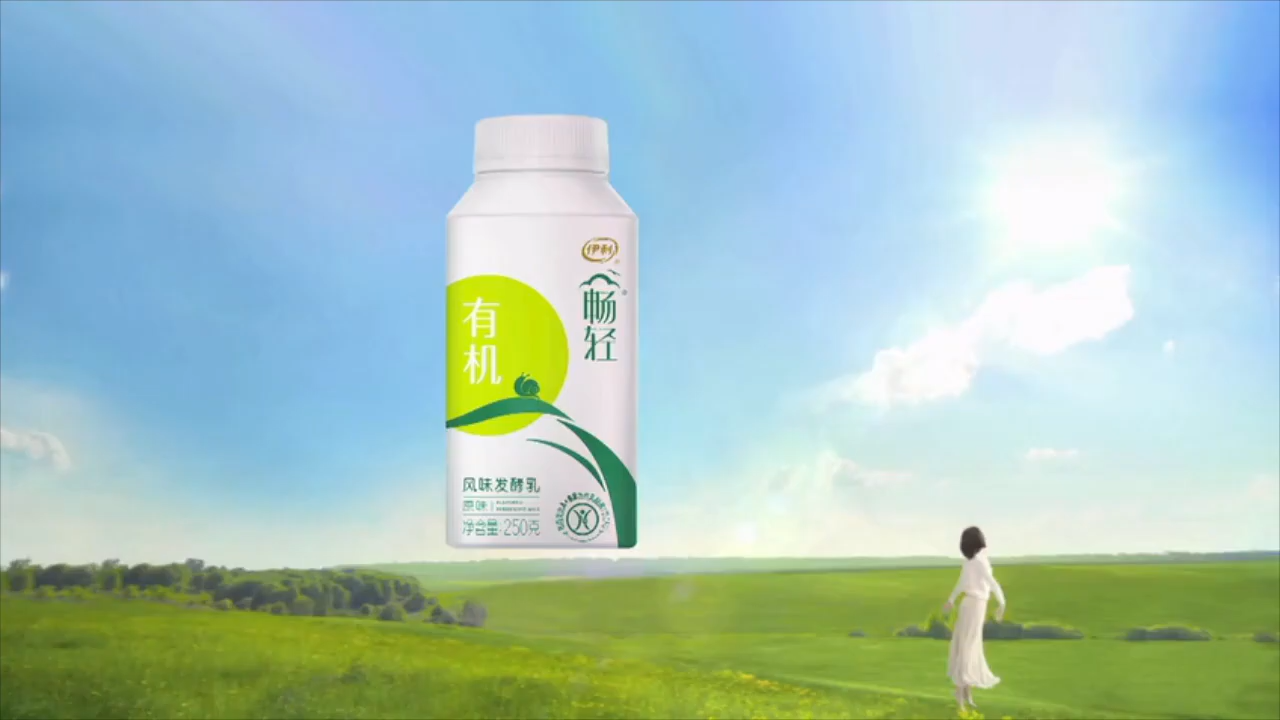 伊利
畅轻
有机
风味发酵乳
原味
净含量:250克